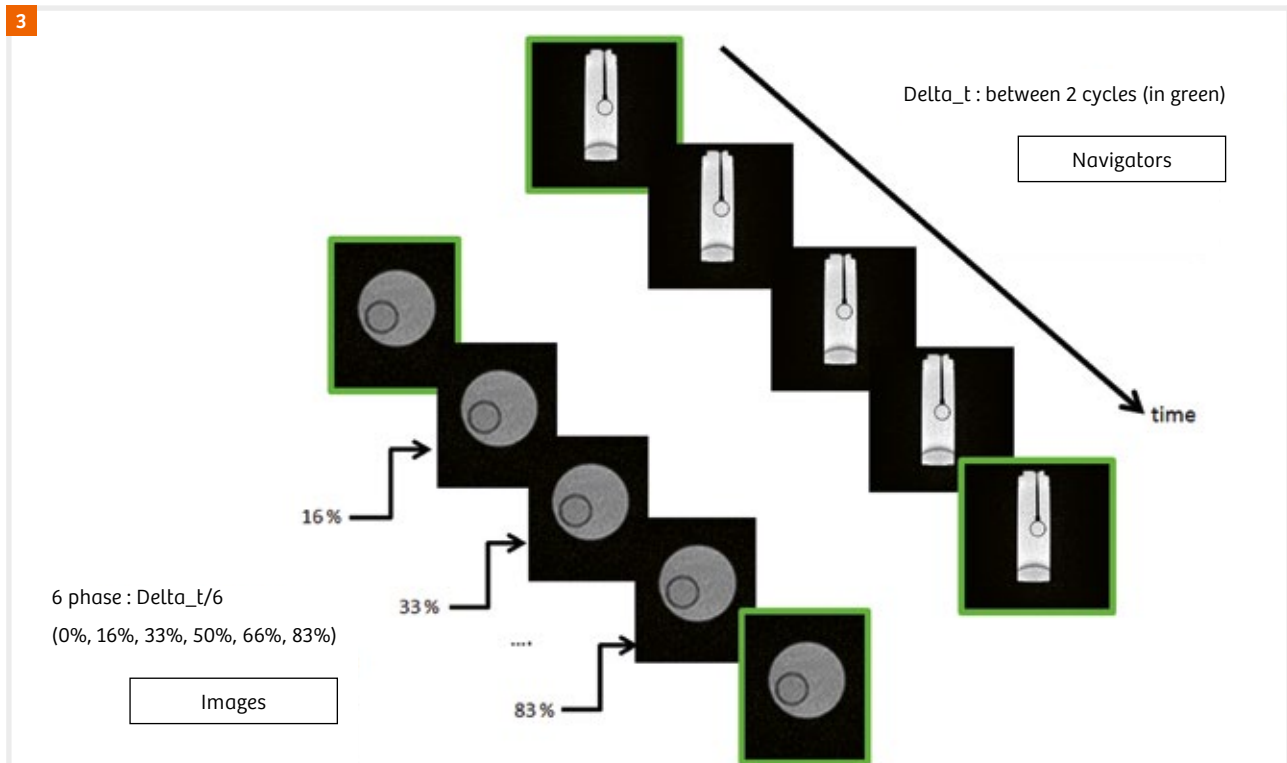 3
Delta_t : between 2 cycles (in green)
Navigators
time
16%
33%
....
83%
6 phase : Delta_t/6
(0%, 16%, 33%, 50%, 66%, 83%)
Images